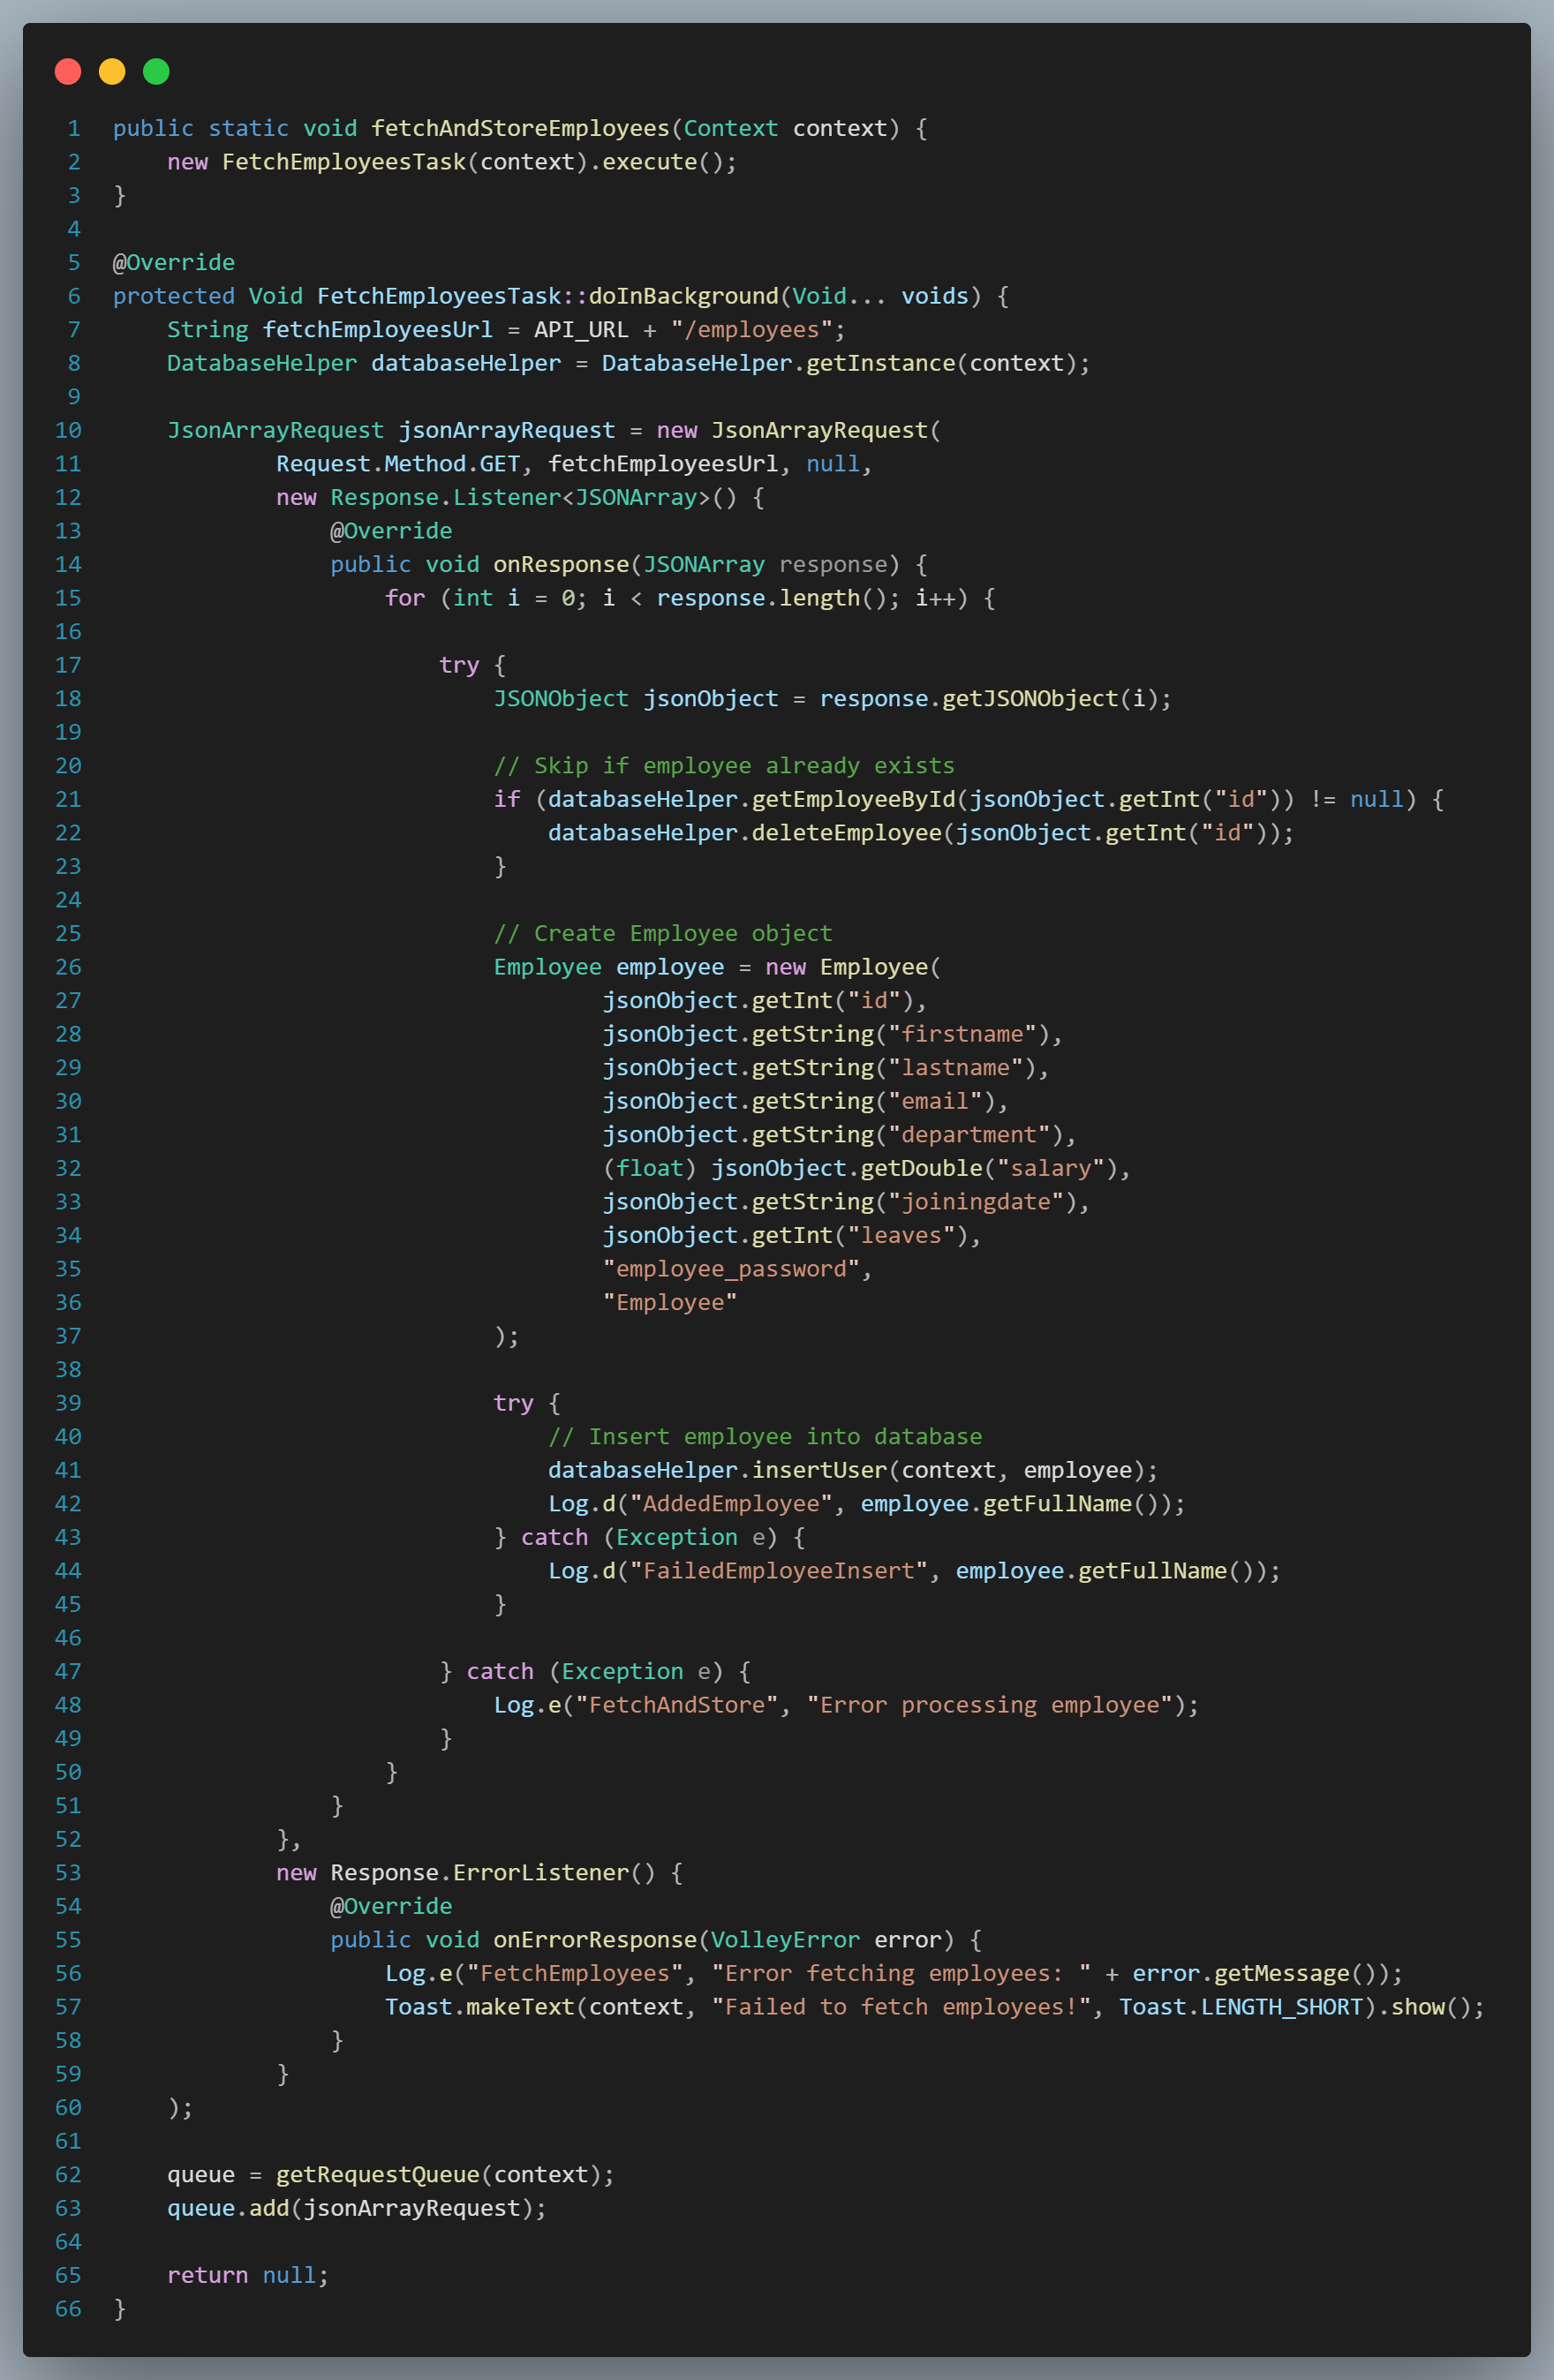 1 public static void fetchAndStoreEmployees(Context context) {
2     new FetchEmployeesTask(context).execute();
3 }
4
5 @Override
6 protected Void FetchEmployeesTask::doInBackground(Void... voids) {
7     String fetchEmployeesUrl = API_URL + "/employees";
8     DatabaseHelper databaseHelper = DatabaseHelper.getInstance(context);
9
10     JsonArrayRequest jsonArrayRequest = new JsonArrayRequest(
11             Request.Method.GET, fetchEmployeesUrl, null,
12             new Response.Listener<JSONArray>() {
13                 @Override
14                 public void onResponse(JSONArray response) {
15                     for (int i = 0; i < response.length(); i++) {
16
17                         try {
18                             JSONObject jsonObject = response.getJSONObject(i);
19
20                             // Skip if employee already exists
21                             if (databaseHelper.getEmployeeById(jsonObject.getInt("id")) != null) {
22                                 databaseHelper.deleteEmployee(jsonObject.getInt("id"));
23                             }
24
25                             // Create Employee object
26                             Employee employee = new Employee(
27                                     jsonObject.getInt("id"),
28                                     jsonObject.getString("firstname"),
29                                     jsonObject.getString("lastname"),
30                                     jsonObject.getString("email"),
31                                     jsonObject.getString("department"),
32                                     (float) jsonObject.getDouble("salary"),
33                                     jsonObject.getString("joiningdate"),
34                                     jsonObject.getInt("leaves"),
35                                     "employee_password",
36                                     "Employee"
37                             );
38
39                             try {
40                                 // Insert employee into database
41                                 databaseHelper.insertUser(context, employee);
42                                 Log.d("AddedEmployee", employee.getFullName());
43                             } catch (Exception e) {
44                                 Log.d("FailedEmployeeInsert", employee.getFullName());
45                             }
46
47                         } catch (Exception e) {
48                             Log.e("FetchAndStore", "Error processing employee");
49                         }
50                     }
51                 }
52             },
53             new Response.ErrorListener() {
54                 @Override
55                 public void onErrorResponse(VolleyError error) {
56                     Log.e("FetchEmployees", "Error fetching employees: " + error.getMessage());
57                     Toast.makeText(context, "Failed to fetch employees!", Toast.LENGTH_SHORT).show();
58                 }
59             }
60     );
61
62     queue = getRequestQueue(context);
63     queue.add(jsonArrayRequest);
64
65     return null;
66 }